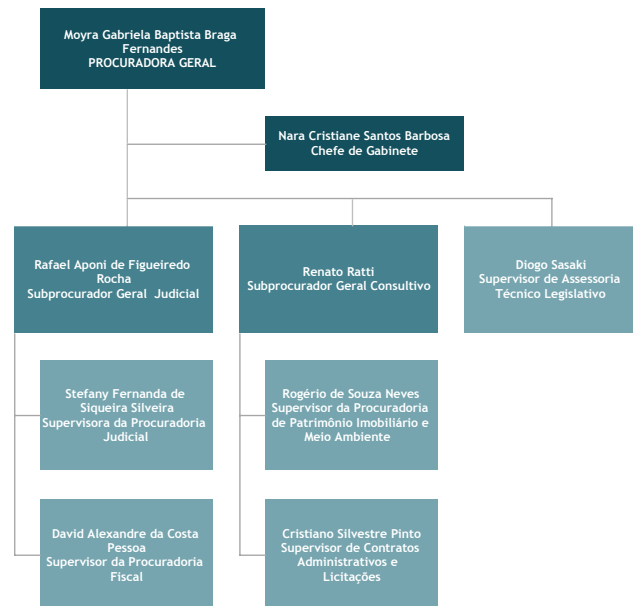 Moyra Gabriela Baptista Braga
Fernandes
PROCURADORA GERAL
Nara Cristiane Santos Barbosa
Chefe de Gabinete
Rafael Aponi de Figueiredo
Rocha
Subprocurador Geral Judicial
Renato Ratti
Subprocurador Geral Consultivo
Diogo Sasaki
Supervisor de Assessoria
Técnico Legislativo
Stefany Fernanda de
Siqueira Silveira
Supervisora da Procuradoria
Judicial
Rogério de Souza Neves
Supervisor da Procuradoria
de Patrimônio Imobiliário e
Meio Ambiente
David Alexandre da Costa
Pessoa
Supervisor da Procuradoria
Fiscal
Cristiano Silvestre Pinto
Supervisor de Contratos
Administrativos e
Licitações